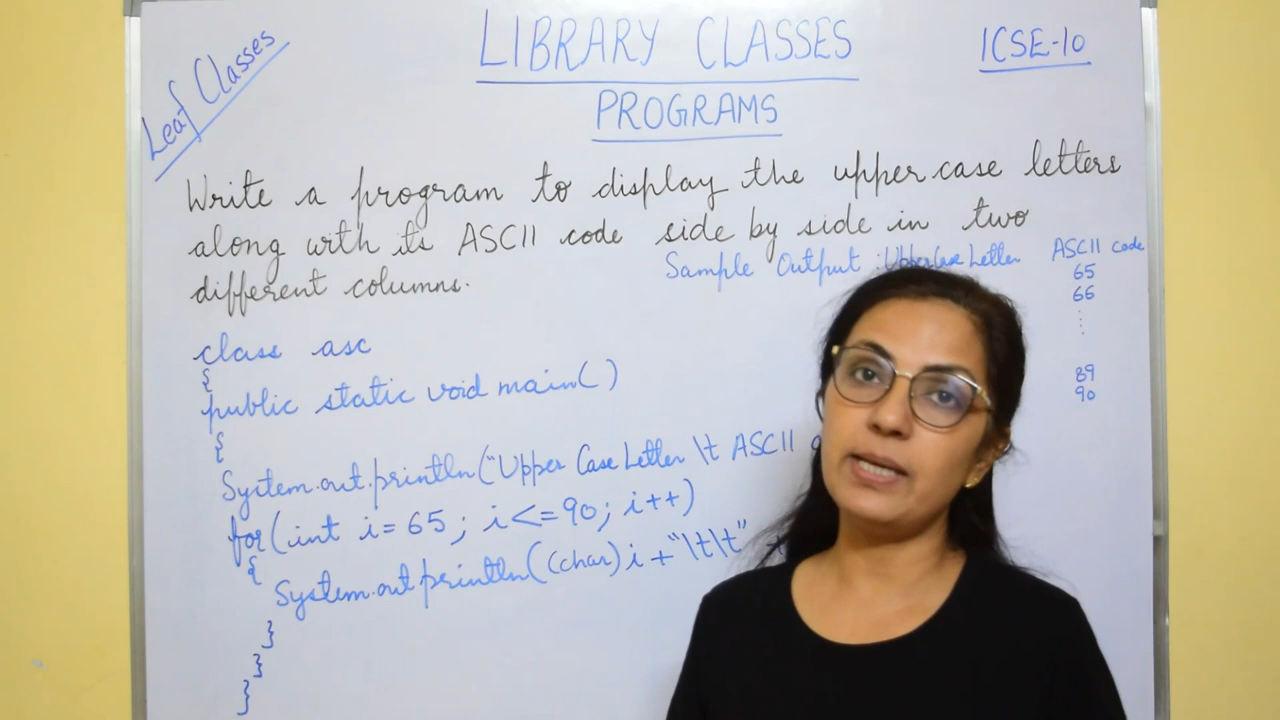 Leaf Classes
LIBRARY CLASSES
ICSE-10
PROGRAMS
Write a program to display the upper case letters
along with its ASCII code side by side in two
different columns.
Sample Output : Upper Case Letter ASCII code
65
66
89
90
class asc
{
public static void main()
{
System.out.println("Upper Case Letter \t ASCII
for(int i=65; i<=90; i++)
{
System.out.println((char)i+"\t\t" +
}
}
}